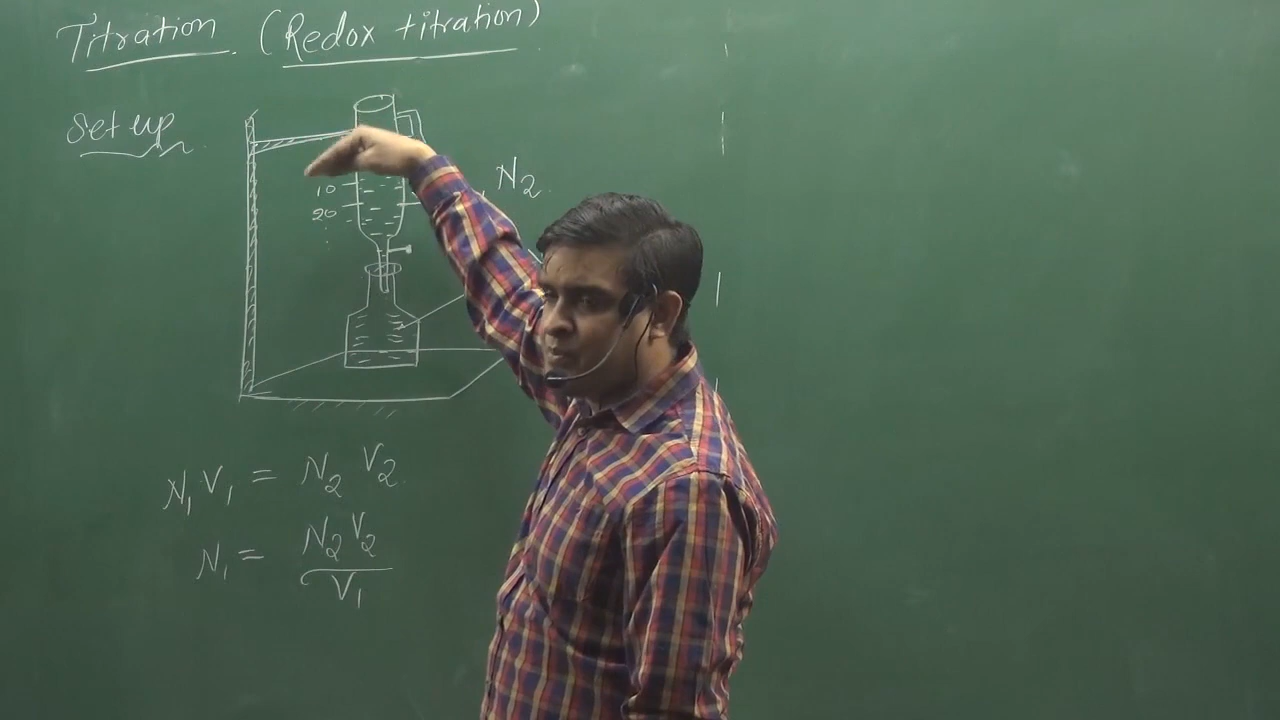 Titration (Redox titration)
Set up
N₂
10
20
N₁V₁ = N₂ V₂
N₁ = N₂ V₂ / V₁